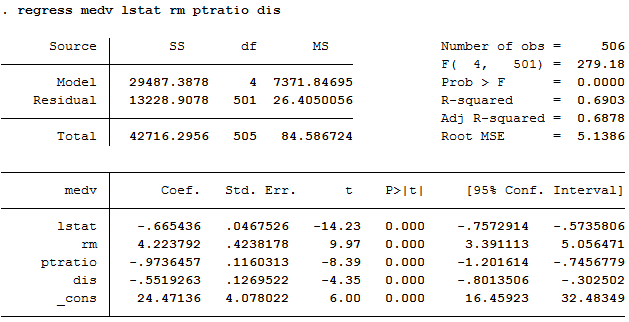 . regress medv lstat rm ptratio dis
Source | SS df MS Number of obs = 506
F( 4, 501) = 279.18
Model | 29487.3878 4 7371.84695 Prob > F = 0.0000
Residual | 13228.9078 501 26.4050056 R-squared = 0.6903
Adj R-squared = 0.6878
Total | 42716.2956 505 84.586724 Root MSE = 5.1386
medv | Coef. Std. Err. t P>|t| [95% Conf. Interval]
lstat | -.665436 .0467526 -14.23 0.000 -.7572914 -.5735806
rm | 4.223792 .4238178 9.97 0.000 3.391113 5.056471
ptratio | -.9736457 .1160313 -8.39 0.000 -1.201614 -.7456779
dis | -.5519263 .1269522 -4.35 0.000 -.8013506 -.302502
_cons | 24.47136 4.078022 6.00 0.000 16.45923 32.48349